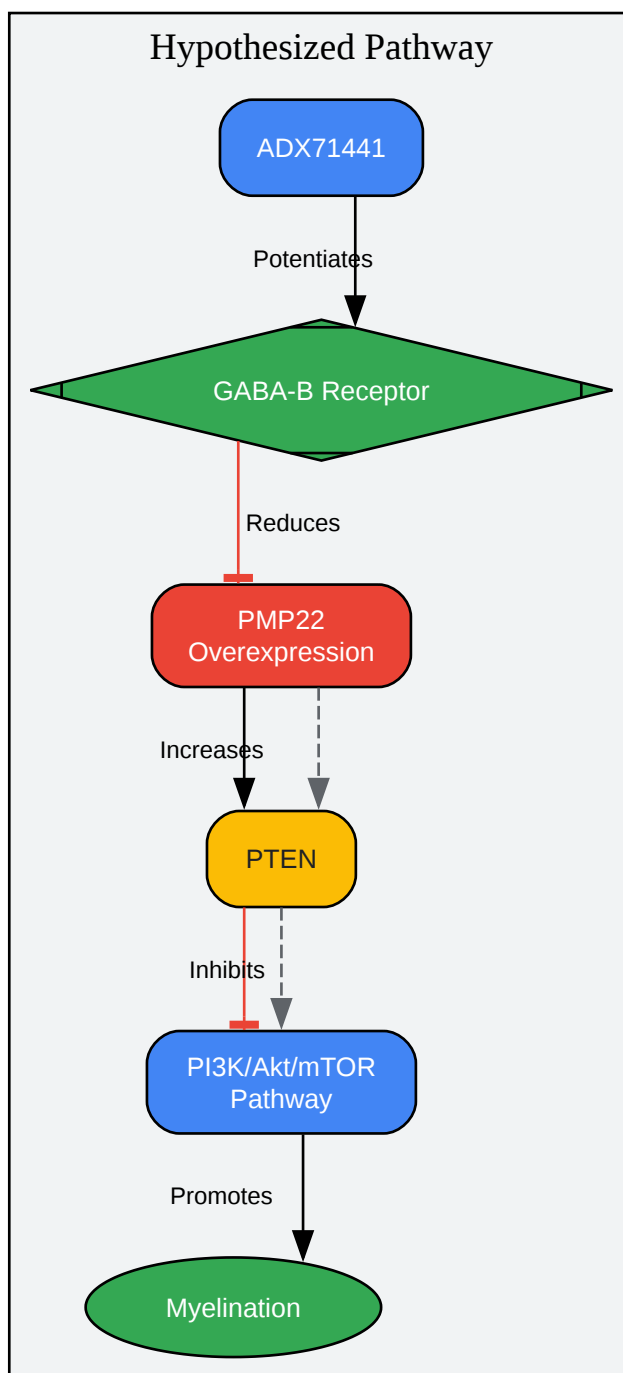 Hypothesized Pathway
ADX71441
Potentiates
GABA-B Receptor
Reduces
PMP22
Overexpression
Increases
PTEN
Inhibits
PI3K/Akt/mTOR
Pathway
Promotes
Myelination